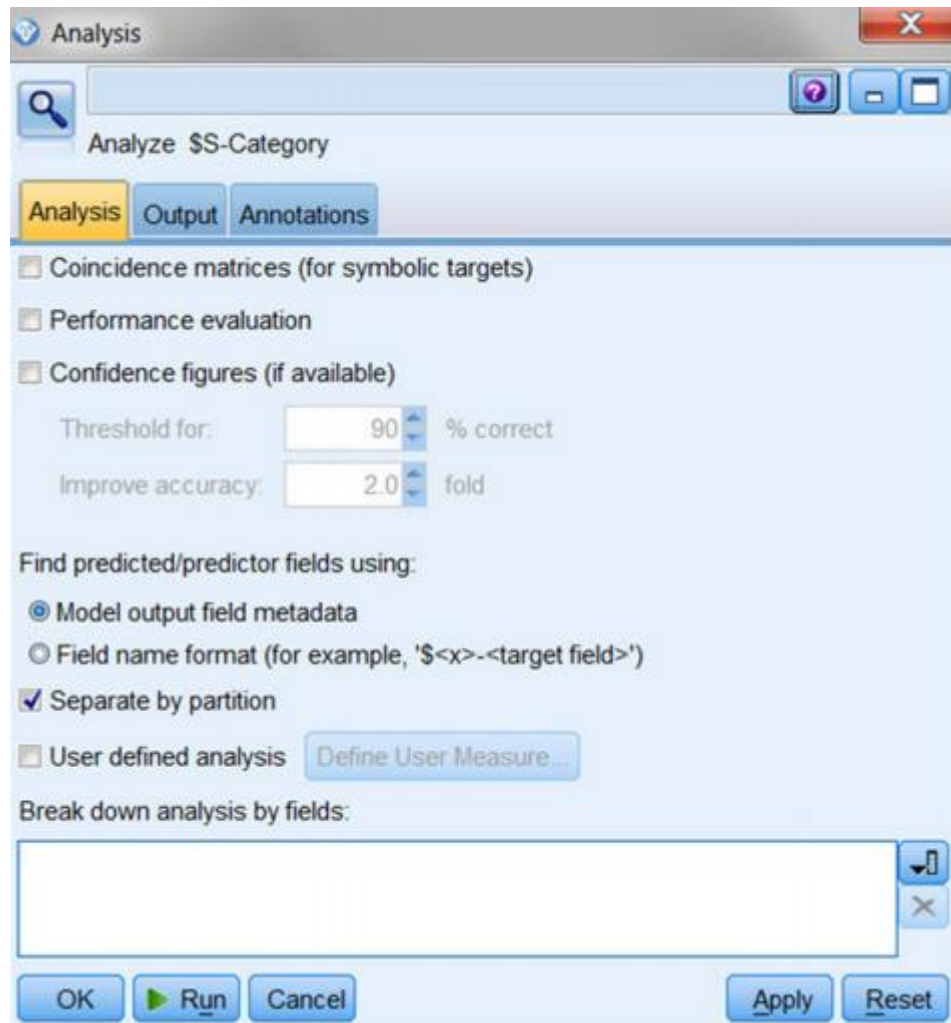 Analysis
Analyze $S-Category
Analysis Output Annotations
Coincidence matrices (for symbolic targets)
Performance evaluation
Confidence figures (if available)
Threshold for: 90 % correct
Improve accuracy: 2.0 fold
Find predicted/predictor fields using:
Model output field metadata
Field name format (for example, '$<x>-<target field>')
Separate by partition
User defined analysis Define User Measure...
Break down analysis by fields:
OK Run Cancel Apply Reset